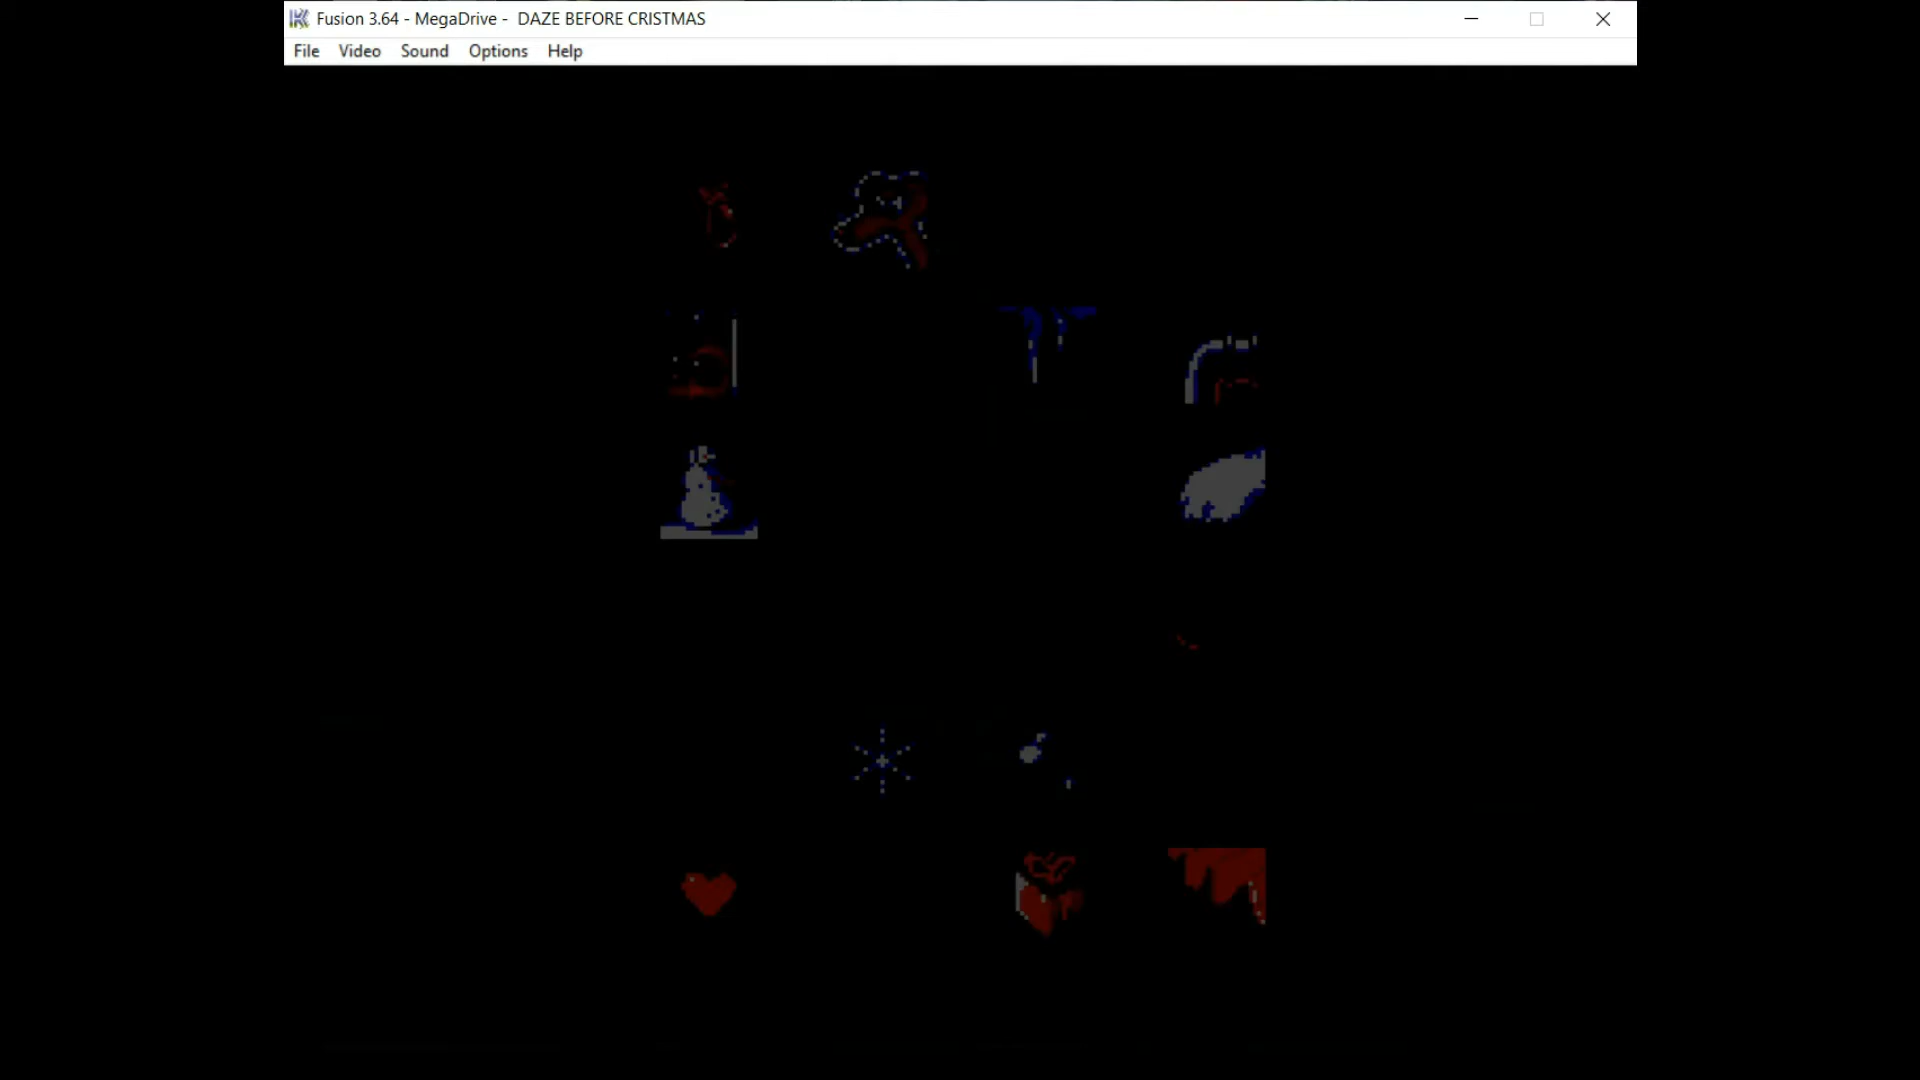 Fusion 3.64 - MegaDrive - DAZE BEFORE CRISTMAS
File Video Sound Options Help